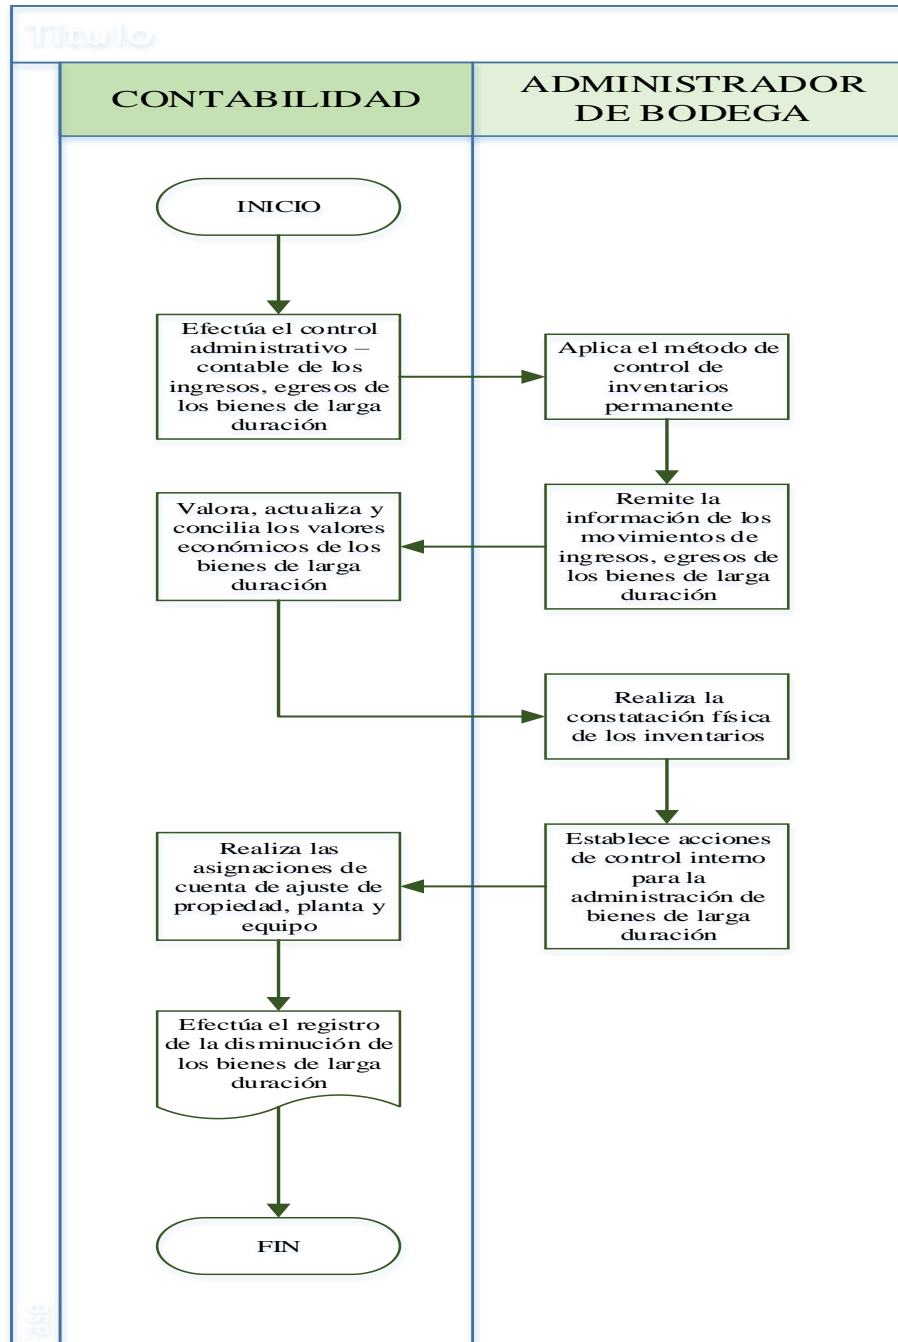 Título
CONTABILIDAD
ADMINISTRADOR
DE BODEGA
INICIO
Efectúa el control
administrativo –
contable de los
ingresos, egresos de
los bienes de larga
duración
Aplica el método de
control de
inventarios
permanente
Remite la
información de los
movimientos de
ingresos, egresos de
los bienes de larga
duración
Valora, actualiza y
concilia los valores
económicos de los
bienes de larga
duración
Realiza la
constatación física
de los inventarios
Establece acciones
de control interno
para la
administración de
bienes de larga
duración
Realiza las
asignaciones de
cuenta de ajuste de
propiedad, planta y
equipo
Efectúa el registro
de la disminución de
los bienes de larga
duración
FIN
Fase